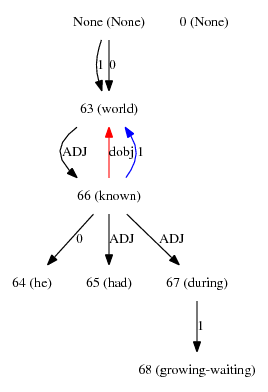 None (None) 0 (None)
1 0
63 (world)
ADJ dobj 1
66 (known)
0 ADJ ADJ
64 (he) 65 (had) 67 (during)
1
68 (growing-waiting)